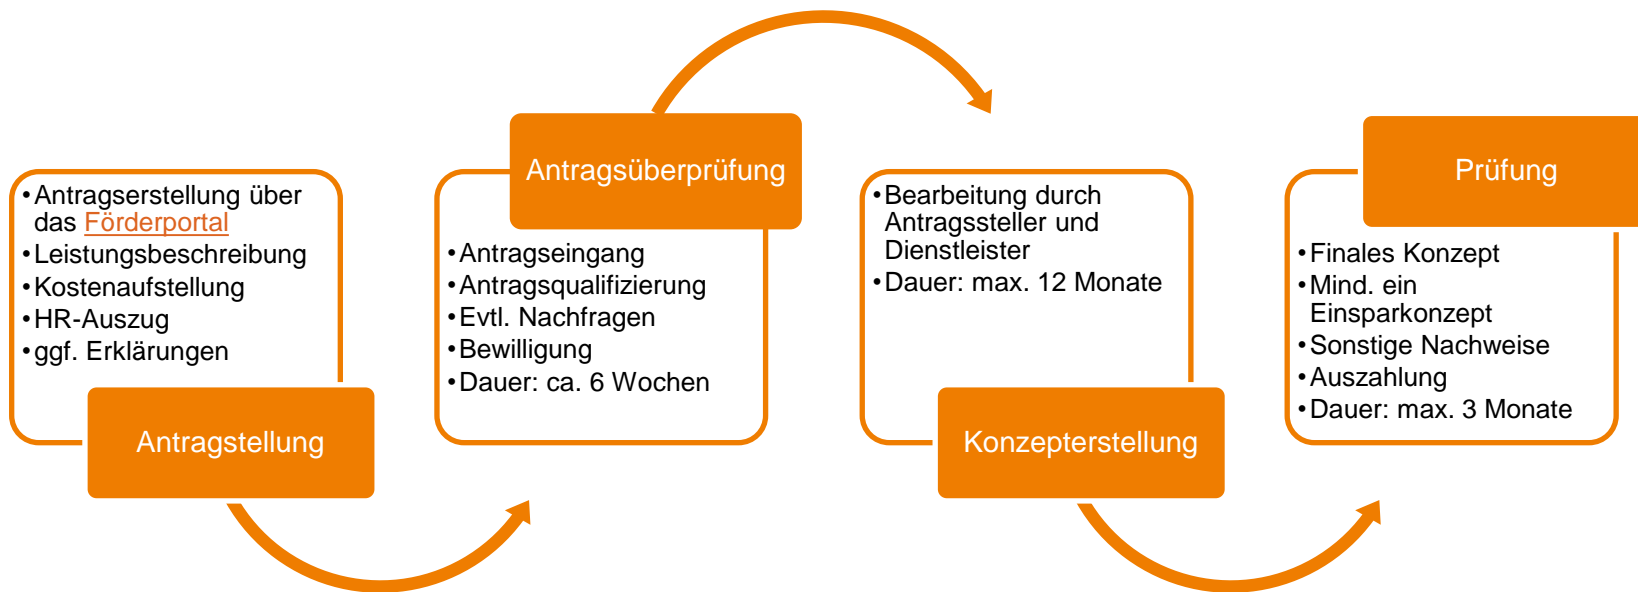 •Antragserstellung über
das Förderportal
•Leistungsbeschreibung
•Kostenaufstellung
•HR-Auszug
•ggf. Erklärungen
Antragstellung
Antragsüberprüfung
•Antragseingang
•Antragsqualifizierung
•Evtl. Nachfragen
•Bewilligung
•Dauer: ca. 6 Wochen
•Bearbeitung durch
Antragssteller und
Dienstleister
•Dauer: max. 12 Monate
Konzepterstellung
Prüfung
•Finales Konzept
•Mind. ein
Einsparkonzept
•Sonstige Nachweise
•Auszahlung
•Dauer: max. 3 Monate